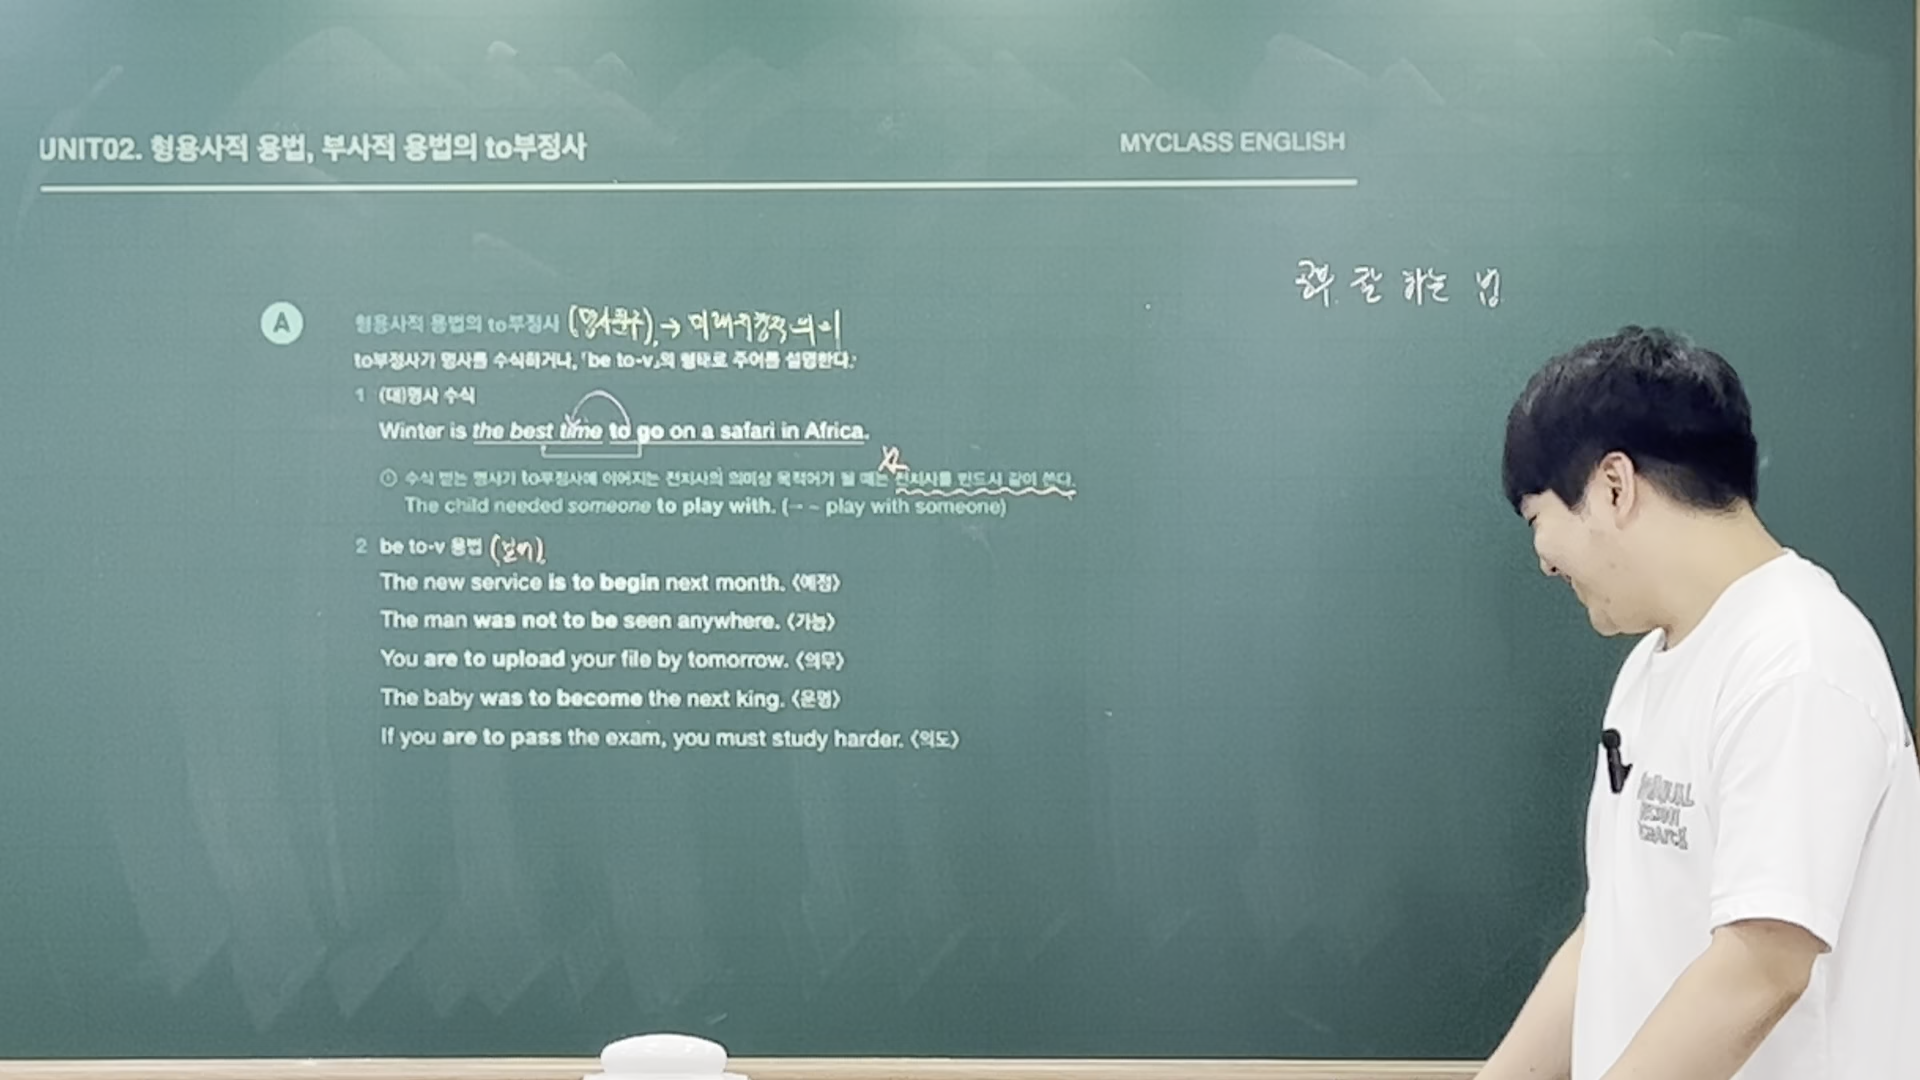 UNIT02. 형용사적 용법, 부사적 용법의 to부정사
MYCLASS ENGLISH
공부 잘 하는 법
A 형용사적 용법의 to부정사 (명사수식) → 미래지향적 의미
to부정사가 명사를 수식하거나, 「be to-v」의 형태로 주어를 설명한다.
1 (대)명사 수식
Winter is the best time to go on a safari in Africa.
① 수식 받는 명사가 to부정사에 이어지는 전치사의 의미상 목적어가 될 때는 전치사를 반드시 같이 쓴다.
The child needed someone to play with. (← ~ play with someone)
2 be to-v 용법
The new service is to begin next month. 〈예정〉
The man was not to be seen anywhere. 〈가능〉
You are to upload your file by tomorrow. 〈의무〉
The baby was to become the next king. 〈운명〉
If you are to pass the exam, you must study harder. 〈의도〉